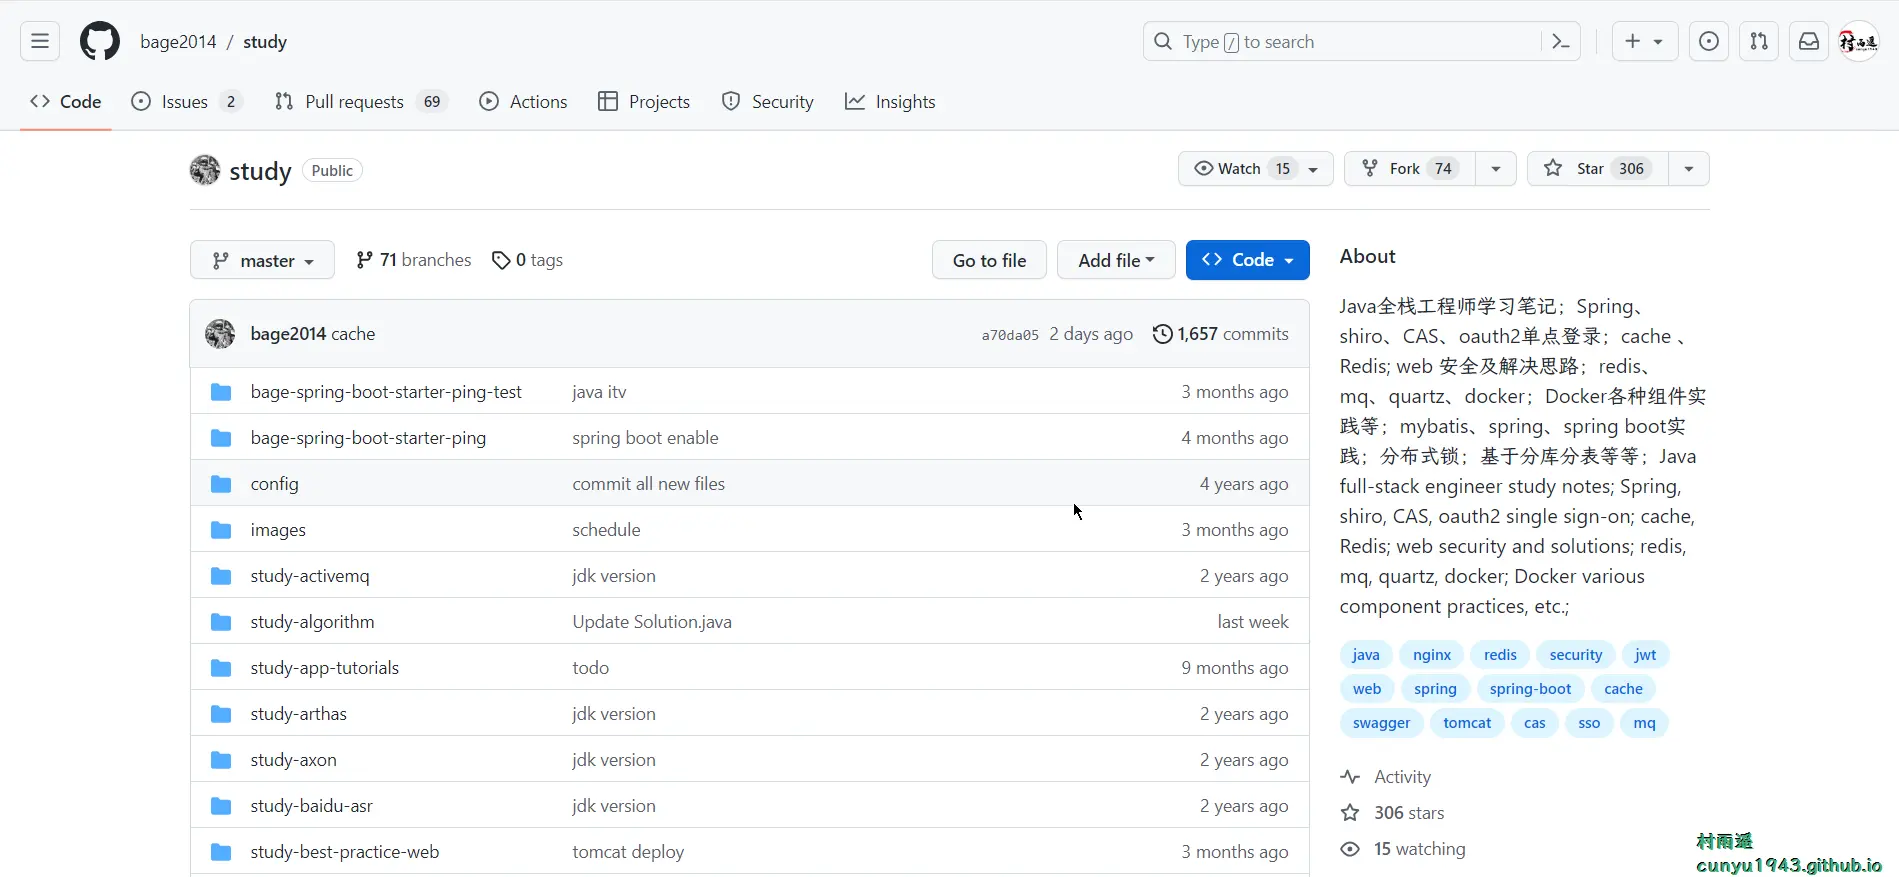 bage2014 / study
Type / to search
Code
Issues 2
Pull requests 69
Actions
Projects
Security
Insights
村雨遥
study Public
Watch 15
Fork 74
Star 306
master
71 branches
0 tags
Go to file
Add file
Code
bage2014 cache a70da05 2 days ago 1,657 commits
bage-spring-boot-starter-ping-test java itv 3 months ago
bage-spring-boot-starter-ping spring boot enable 4 months ago
config commit all new files 4 years ago
images schedule 3 months ago
study-activemq jdk version 2 years ago
study-algorithm Update Solution.java last week
study-app-tutorials todo 9 months ago
study-arthas jdk version 2 years ago
study-axon jdk version 2 years ago
study-baidu-asr jdk version 2 years ago
study-best-practice-web tomcat deploy 3 months ago
About
Java全栈工程师学习笔记；Spring、
shiro、CAS、oauth2单点登录；cache 、
Redis; web 安全及解决思路；redis、
mq、quartz、docker；Docker各种组件实
践等；mybatis、spring、spring boot实
践；分布式锁；基于分库分表等等；Java
full-stack engineer study notes; Spring,
shiro, CAS, oauth2 single sign-on; cache,
Redis; web security and solutions; redis,
mq, quartz, docker; Docker various
component practices, etc.;
java nginx redis security jwt
web spring spring-boot cache
swagger tomcat cas sso mq
Activity
306 stars
15 watching
村雨遥
cunyu1943.github.io